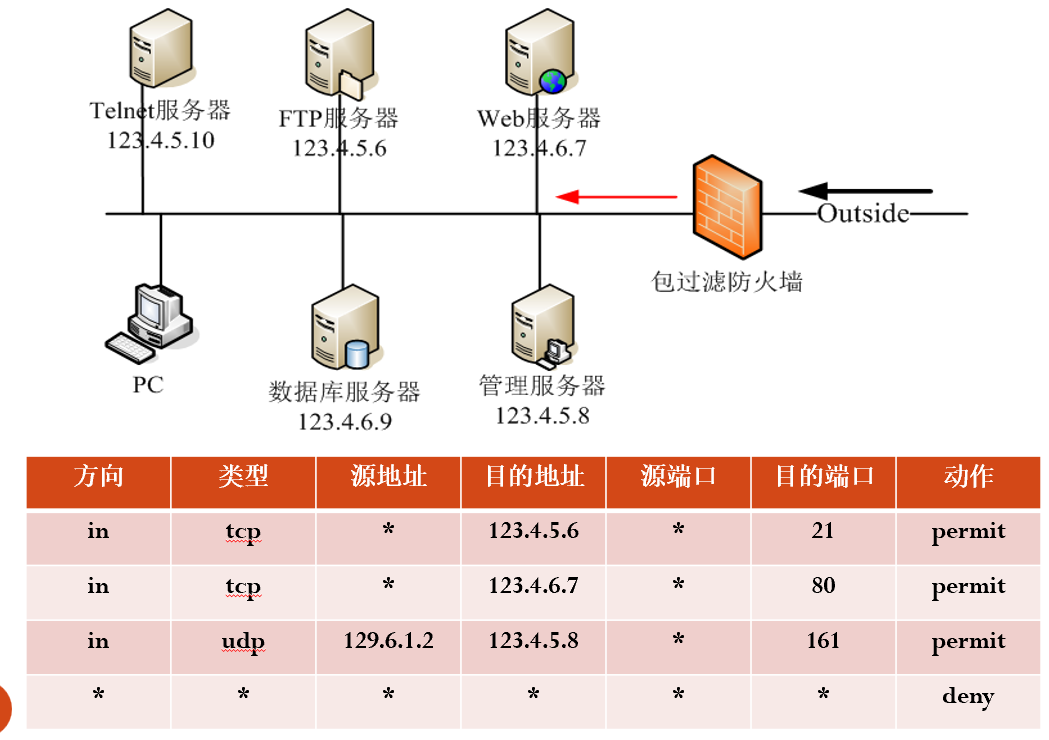 Telnet服务器
123.4.5.10
FTP服务器
123.4.5.6
Web服务器
123.4.6.7
Outside
包过滤防火墙
PC
数据库服务器
123.4.6.9
管理服务器
123.4.5.8
方向 类型 源地址 目的地址 源端口 目的端口 动作
in tcp * 123.4.5.6 * 21 permit
in tcp * 123.4.6.7 * 80 permit
in udp 129.6.1.2 123.4.5.8 * 161 permit
* * * * * * deny